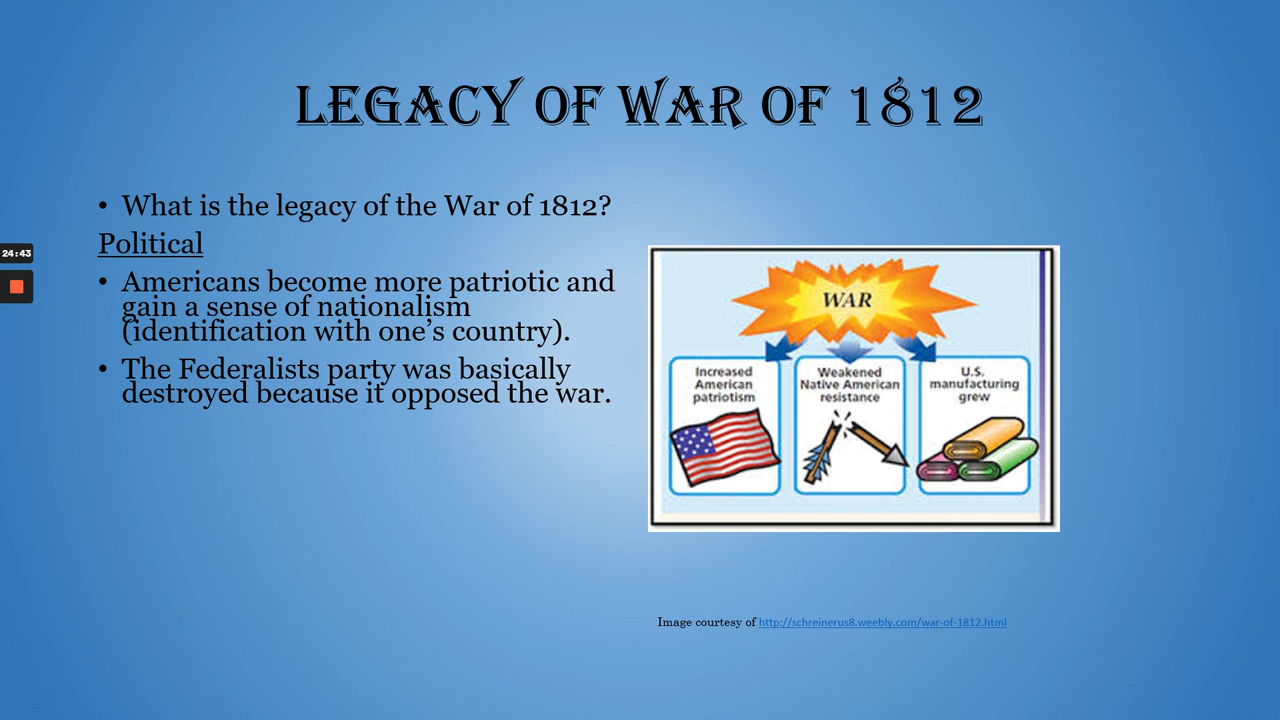 LEGACY OF WAR OF 1812
• What is the legacy of the War of 1812?
Political
• Americans become more patriotic and
gain a sense of nationalism
(identification with one's country).
• The Federalists party was basically
destroyed because it opposed the war.
24:43
WAR
Increased
American
patriotism
Weakened
Native American
resistance
U.S.
manufacturing
grew
Image courtesy of http://schreinerus8.weebly.com/war-of-1812.html